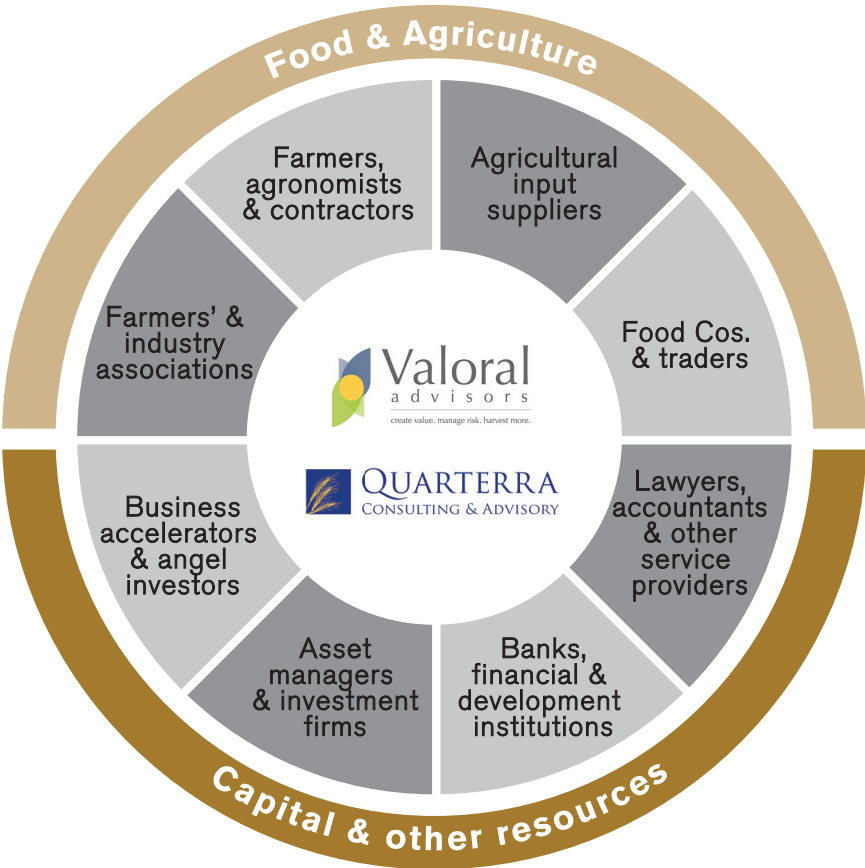 Food & Agriculture
Farmers,
agronomists
& contractors
Agricultural
input
suppliers
Farmers’ &
industry
associations
Food Cos.
& traders
Valoral
advisors
create value. manage risk. harvest more.
QUARTERRA
CONSULTING & ADVISORY
Business
accelerators
& angel
investors
Lawyers,
accountants
& other
service
providers
Asset
managers
& investment
firms
Banks,
financial &
development
institutions
Capital & other resources